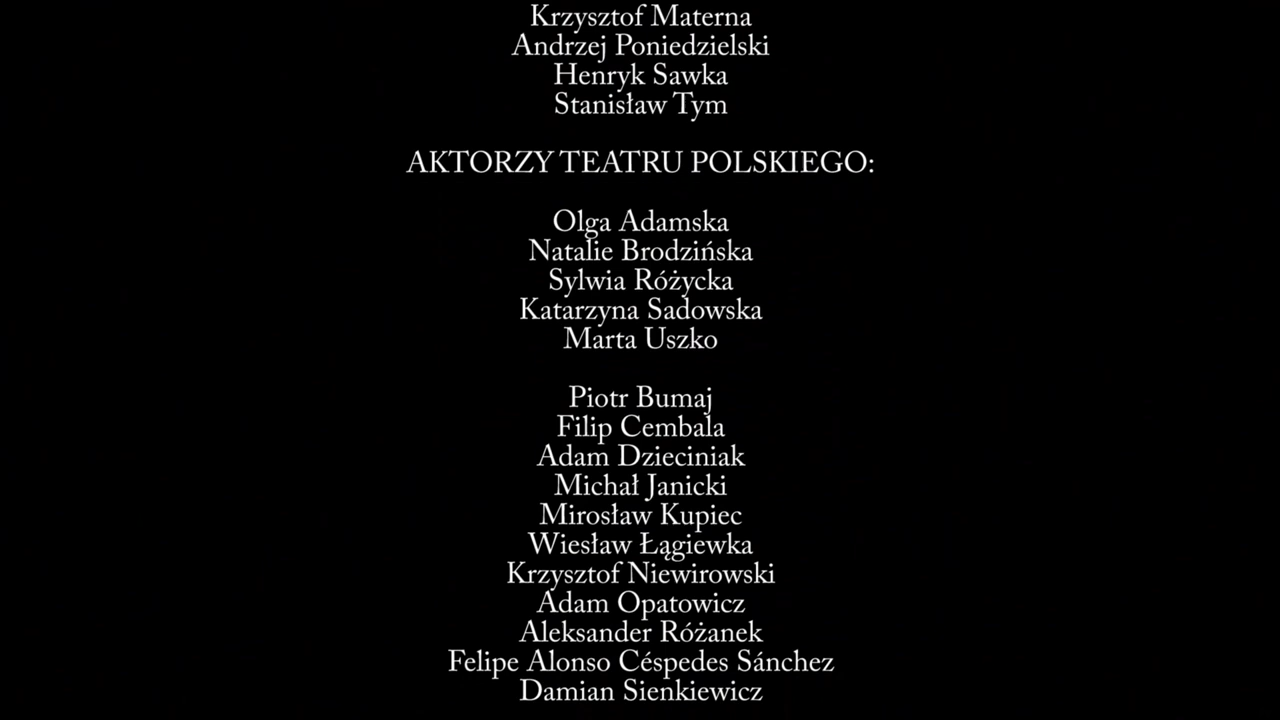 Krzysztof Materna
Andrzej Poniedzielski
Henryk Sawka
Stanisław Tym
AKTORZY TEATRU POLSKIEGO:
Olga Adamska
Natalie Brodzińska
Sylwia Różycka
Katarzyna Sadowska
Marta Uszko
Piotr Bumaj
Filip Cembala
Adam Dzieciniak
Michał Janicki
Mirosław Kupiec
Wiesław Łągiewka
Krzysztof Niewirowski
Adam Opatowicz
Aleksander Różanek
Felipe Alonso Céspedes Sánchez
Damian Sienkiewicz